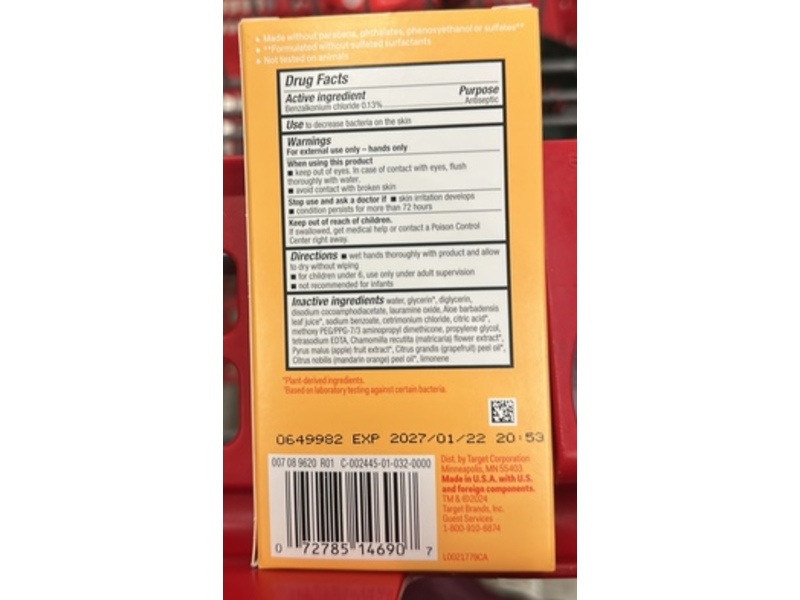 • Made without parabens, phthalates, phenoxyethanol or sulfates**
• **Formulated without sulfated surfactants
• Not tested on animals
Drug Facts
Active ingredient Purpose
Benzalkonium chloride 0.13% Antiseptic
Use to decrease bacteria on the skin
Warnings
For external use only – hands only
When using this product
■ keep out of eyes. In case of contact with eyes, flush
thoroughly with water.
■ avoid contact with broken skin
Stop use and ask a doctor if ■ skin irritation develops
■ condition persists for more than 72 hours
Keep out of reach of children.
If swallowed, get medical help or contact a Poison Control
Center right away.
Directions ■ wet hands thoroughly with product and allow
to dry without wiping
■ for children under 6, use only under adult supervision
■ not recommended for infants
Inactive ingredients water, glycerin*, diglycerin,
disodium cocoamphodiacetate, lauramine oxide, Aloe barbadensis
leaf juice*, sodium benzoate, cetrimonium chloride, citric acid*,
methoxy PEG/PPG-7/3 aminopropyl dimethicone, propylene glycol,
tetrasodium EDTA, Chamomilla recutita (matricaria) flower extract*,
Pyrus malus (apple) fruit extract*, Citrus grandis (grapefruit) peel oil*,
Citrus nobilis (mandarin orange) peel oil*, limonene
*Plant-derived ingredients.
†Based on laboratory testing against certain bacteria.
0649982 EXP 2027/01/22 20:53
007 08 9620 R01 C-002445-01-032-0000
0 72785 14690 7
Dist. by Target Corporation
Minneapolis, MN 55403
Made in U.S.A. with U.S.
and foreign components.
TM & ©2024
Target Brands, Inc.
Guest Services
1-800-910-6874
L0021779CA